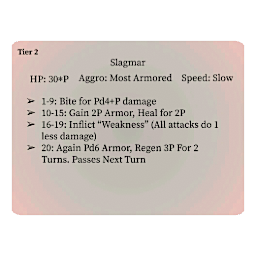 Tier 2
Slagmar
HP: 30+P Aggro: Most Armored Speed: Slow
➢ 1-9: Bite for Pd4+P damage
➢ 10-15: Gain 2P Armor, Heal for 2P
➢ 16-19: Inflict “Weakness” (All attacks do 1
less damage)
➢ 20: Again Pd6 Armor, Regen 3P For 2
Turns. Passes Next Turn